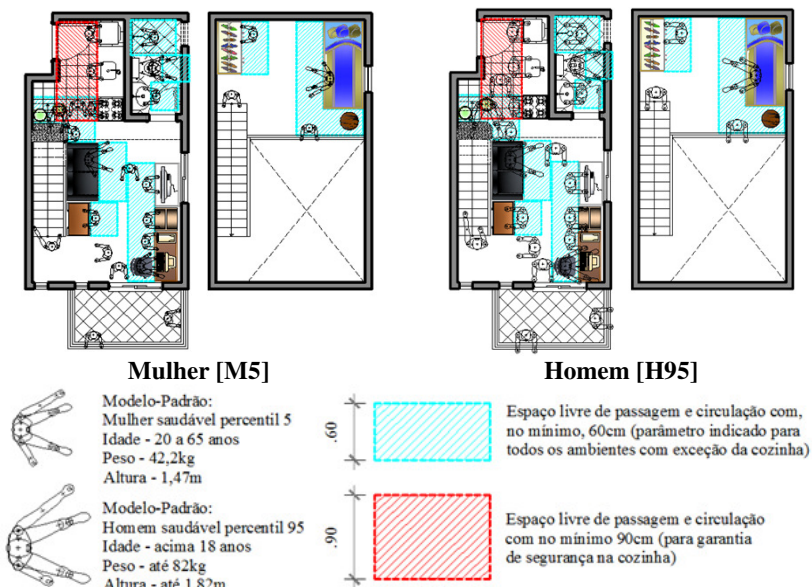 Mulher [M5]
Homem [H95]
Modelo-Padrão:
Mulher saudável percentil 5
Idade - 20 a 65 anos
Peso - 42,2kg
Altura - 1,47m
.60
Espaço livre de passagem e circulação com,
no mínimo, 60cm (parâmetro indicado para
todos os ambientes com exceção da cozinha)
Modelo-Padrão:
Homem saudável percentil 95
Idade - acima 18 anos
Peso - até 82kg
Altura - até 1,82m
.90
Espaço livre de passagem e circulação
com no mínimo 90cm (para garantia
de segurança na cozinha)